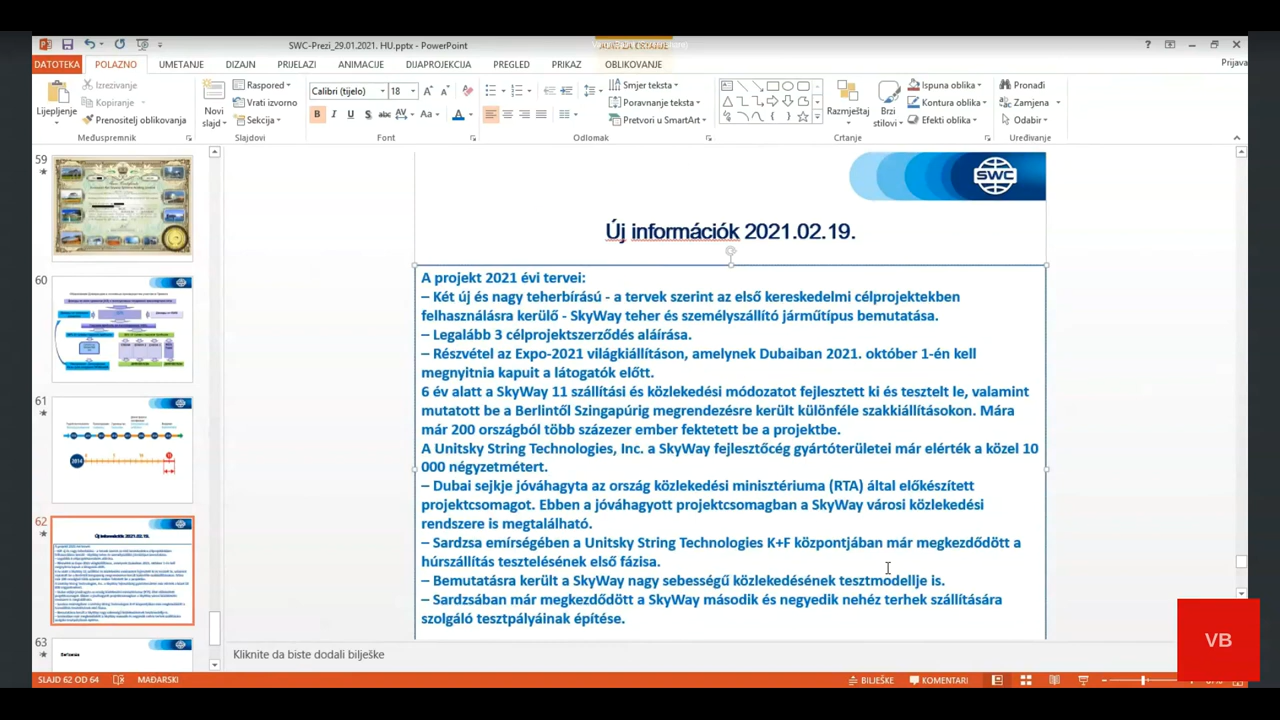 SWC-Prezi_29.01.2021. HU.pptx - PowerPoint
Prijava
DATOTEKA POLAZNO UMETANJE DIZAJN PRIJELAZI ANIMACIJE DIJAPROJEKCIJA PREGLED PRIKAZ OBLIKOVANJE
Lijepljenje
Izrezivanje
Kopiranje
Prenositelj oblikovanja
Međuspremnik
Novi slajd
Raspored
Vrati izvorno
Sekcija
Slajdovi
Calibri (tijelo) 18
Font
Smjer teksta
Poravnanje teksta
Pretvori u SmartArt
Odlomak
Razmještaj
Brzi stilovi
Ispuna oblika
Kontura oblika
Efekti oblika
Crtanje
Pronađi
Zamjena
Odabir
Uređivanje
59
60
61
62
63
SWC
Új információk 2021.02.19.
A projekt 2021 évi tervei:
– Két új és nagy teherbírású - a tervek szerint az első kereskedelmi célprojektekben
felhasználásra kerülő - SkyWay teher és személyszállító járműtípus bemutatása.
– Legalább 3 célprojektszerződés aláírása.
– Részvétel az Expo-2021 világkiállításon, amelynek Dubaiban 2021. október 1-én kell
megnyitnia kapuit a látogatók előtt.
6 év alatt a SkyWay 11 szállítási és közlekedési módozatot fejlesztett ki és tesztelt le, valamint
mutatott be a Berlintől Szingapúrig megrendezésre került különféle szakkiállításokon. Mára
már 200 országból több százezer ember fektetett be a projektbe.
A Unitsky String Technologies, Inc. a SkyWay fejlesztőcég gyártóterületei már elérték a közel 10
000 négyzetmétert.
– Dubai sejkje jóváhagyta az ország közlekedési minisztériuma (RTA) által előkészített
projektcsomagot. Ebben a jóváhagyott projektcsomagban a SkyWay városi közlekedési
rendszere is megtalálható.
– Sardzsa emírségében a Unitsky String Technologies K+F központjában már megkezdődött a
húrszállítás tesztelésének első fázisa.
– Bemutatásra került a SkyWay nagy sebességű közlekedésének tesztmodellje is.
– Sardzsában már megkezdődött a SkyWay második és negyedik nehéz terhek szállítására
szolgáló tesztpályáinak építése.
Kliknite da biste dodali bilješke
VB
SLAJD 62 OD 64 MAĐARSKI BILJEŠKE KOMENTARI